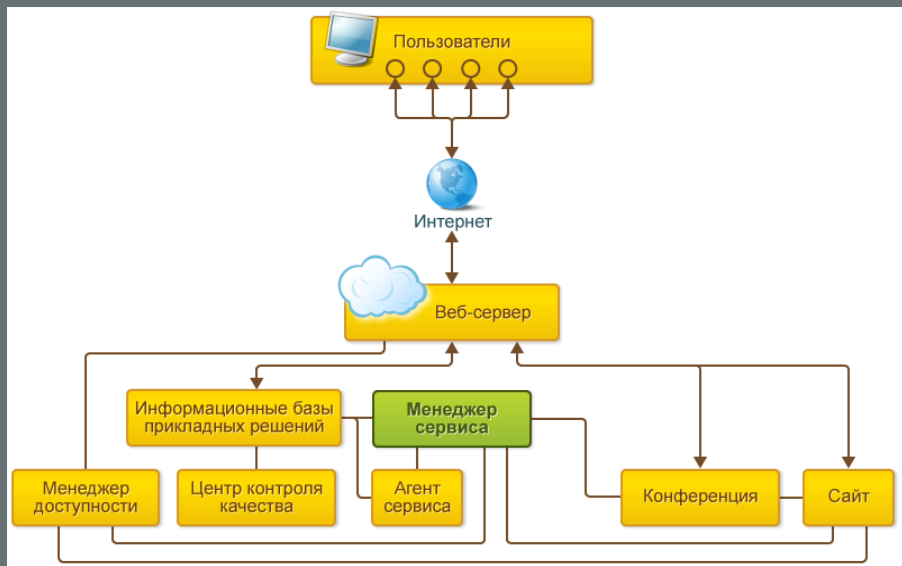 Пользователи
Интернет
Веб-сервер
Информационные базы
прикладных решений
Менеджер
сервиса
Менеджер
доступности
Центр контроля
качества
Агент
сервиса
Конференция
Сайт